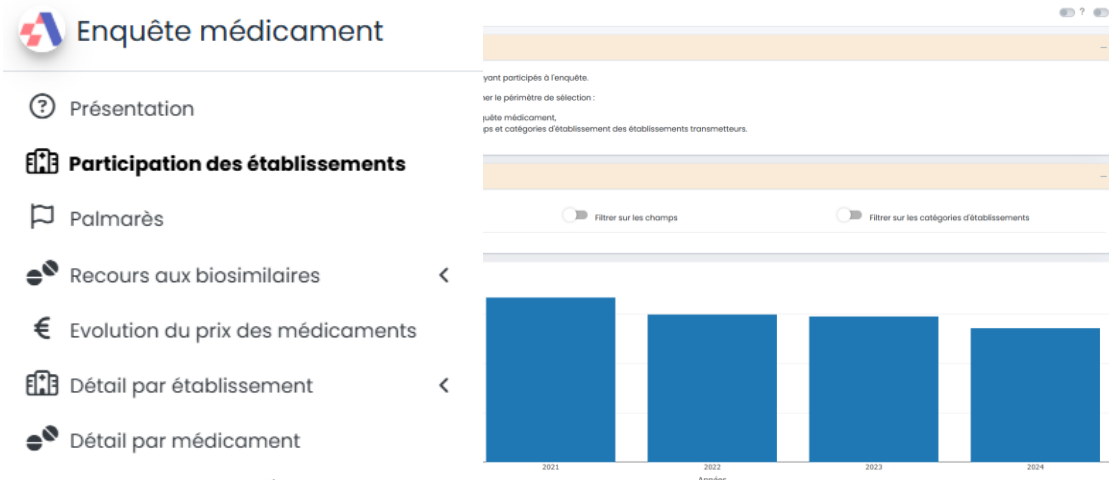 Enquête médicament
Présentation
Participation des établissements
Palmarès
Recours aux biosimilaires
€ Evolution du prix des médicaments
Détail par établissement
Détail par médicament
?
yant participés à l'enquête.
ner le périmètre de sélection :
quête médicament,
ps et catégories d'établissement des établissements transmetteurs.
Filtrer sur les champs
Filtrer sur les catégories d'établissements
2021 2022 2023 2024
Années